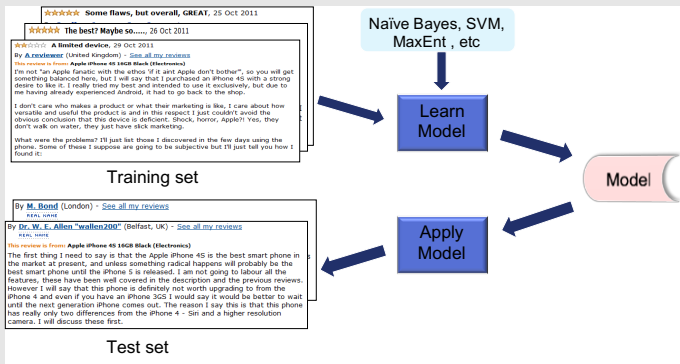 Some flaws, but overall, GREAT, 25 Oct 2011
The best? Maybe so....., 26 Oct 2011
A limited device, 29 Oct 2011
By A reviewer (United Kingdom) - See all my reviews
This review is from: Apple iPhone 4S 16GB Black (Electronics)
I'm not "an Apple fanatic with the ethos 'if it aint Apple don't bother'", so you will get
something balanced here, but I will say that I purchased an iPhone 4S with a strong
desire to like it. I really tried my best and intended to use it exclusively, but due to
me having already experienced Android, it had to go back to the shop.
I don't care who makes a product or what their marketing is like, I care about how
versatile and useful the product is and in this respect I just couldn't avoid the
obvious conclusion that this device is deficient. Shock, horror, Apple?! Yes, they
don't walk on water, they just have slick marketing.
What were the problems? I'll just list those I discovered in the few days using the
phone. Some of these I suppose are going to be subjective but I'll just tell you how I
found it:
Training set
Naïve Bayes, SVM,
MaxEnt , etc
Learn
Model
Model
Apply
Model
By M. Bond (London) - See all my reviews
REAL NAME
By Dr. W. E. Allen "wallen200" (Belfast, UK) - See all my reviews
REAL NAME
This review is from: Apple iPhone 4S 16GB Black (Electronics)
The first thing I need to say is that the Apple iPhone 4S is the best smart phone in
the market at present, and unless something radical happens will probably be the
best smart phone until the iPhone 5 is released. I am not going to labour all the
features, these have been well covered in the description and the previous reviews.
However I will say that this phone is definitely not worth upgrading to from the
iPhone 4 and even if you have an iPhone 3GS I would say it would be better to wait
until the next generation iPhone comes out. The reason I say this is that this phone
has really only two differences from the iPhone 4 - Siri and a higher resolution
camera. I will discuss these first.
Test set